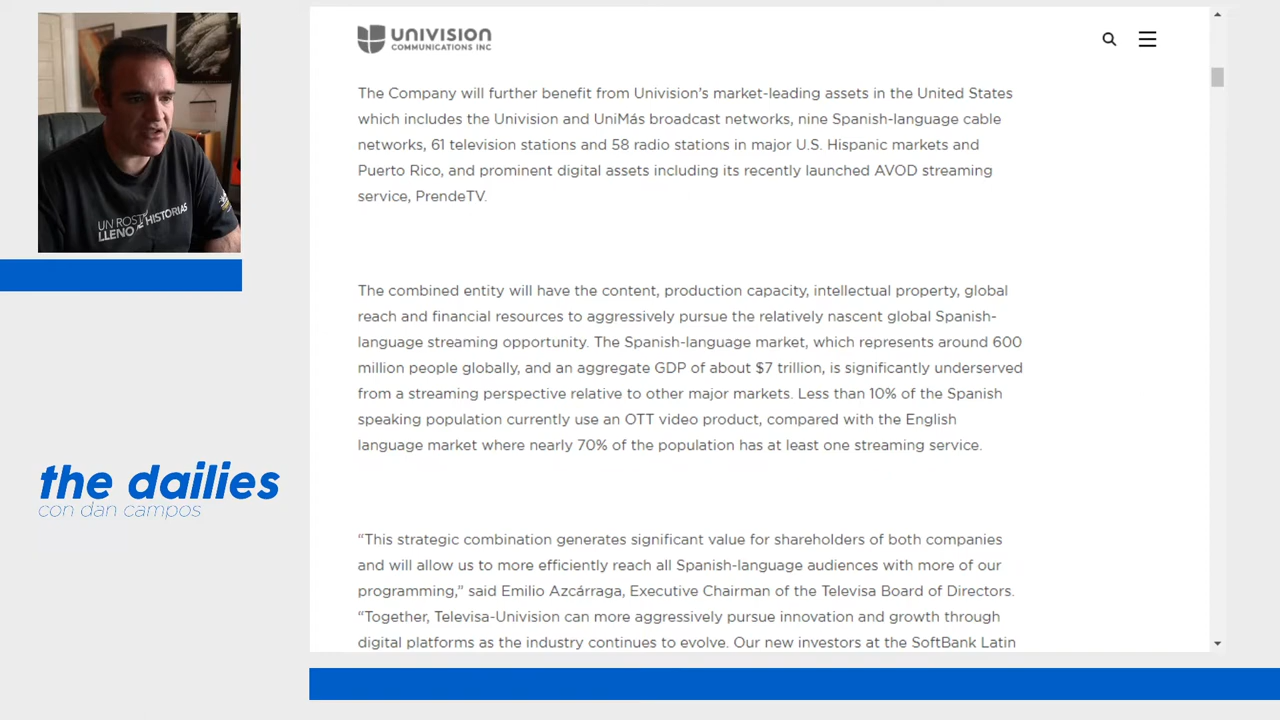 UNIVISION
COMMUNICATIONS INC
The Company will further benefit from Univision's market-leading assets in the United States
which includes the Univision and UniMás broadcast networks, nine Spanish-language cable
networks, 61 television stations and 58 radio stations in major U.S. Hispanic markets and
Puerto Rico, and prominent digital assets including its recently launched AVOD streaming
service, PrendeTV.
The combined entity will have the content, production capacity, intellectual property, global
reach and financial resources to aggressively pursue the relatively nascent global Spanish-
language streaming opportunity. The Spanish-language market, which represents around 600
million people globally, and an aggregate GDP of about $7 trillion, is significantly underserved
from a streaming perspective relative to other major markets. Less than 10% of the Spanish
speaking population currently use an OTT video product, compared with the English
language market where nearly 70% of the population has at least one streaming service.
“This strategic combination generates significant value for shareholders of both companies
and will allow us to more efficiently reach all Spanish-language audiences with more of our
programming,” said Emilio Azcárraga, Executive Chairman of the Televisa Board of Directors.
“Together, Televisa-Univision can more aggressively pursue innovation and growth through
digital platforms as the industry continues to evolve. Our new investors at the SoftBank Latin
UN ROST
LLENO HISTORIAS
the dailies
con dan campos